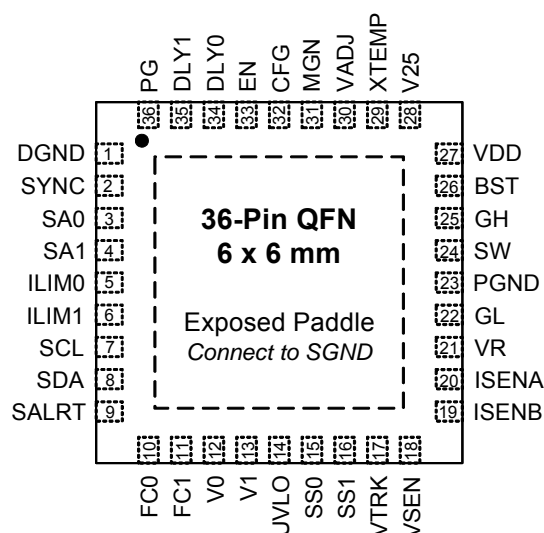 PG DLY1 DLY0 EN CFG MGN VADJ XTEMP V25
36 35 34 33 32 31 30 29 28
DGND 1
SYNC 2
SA0 3
SA1 4
ILIM0 5
ILIM1 6
SCL 7
SDA 8
SALRT 9
36-Pin QFN
6 x 6 mm
Exposed Paddle
Connect to SGND
27 VDD
26 BST
25 GH
24 SW
23 PGND
22 GL
21 VR
20 ISENA
19 ISENB
10 11 12 13 14 15 16 17 18
FC0 FC1 V0 V1 UVLO SS0 SS1 VTRK VSEN